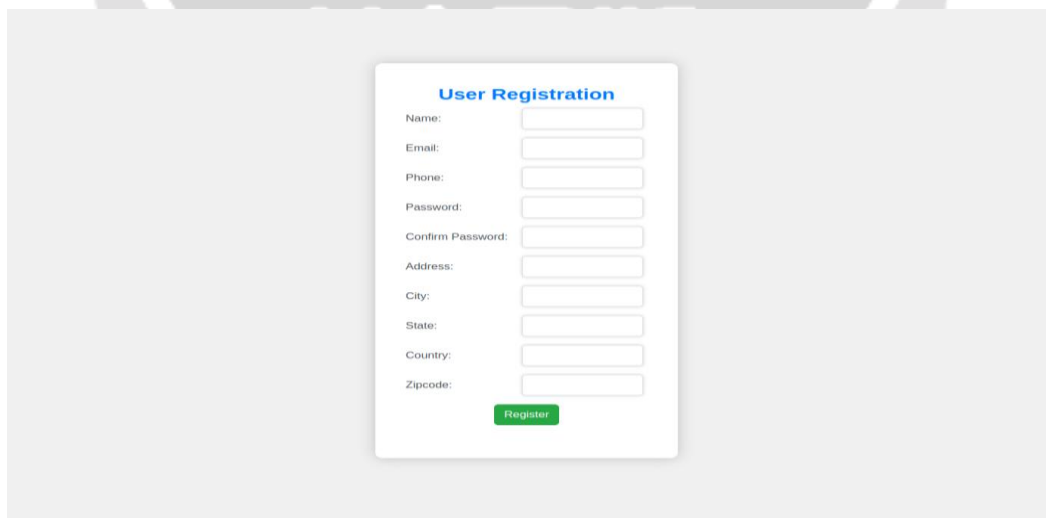 User Registration
Name:
Email:
Phone:
Password:
Confirm Password:
Address:
City:
State:
Country:
Zipcode:
Register